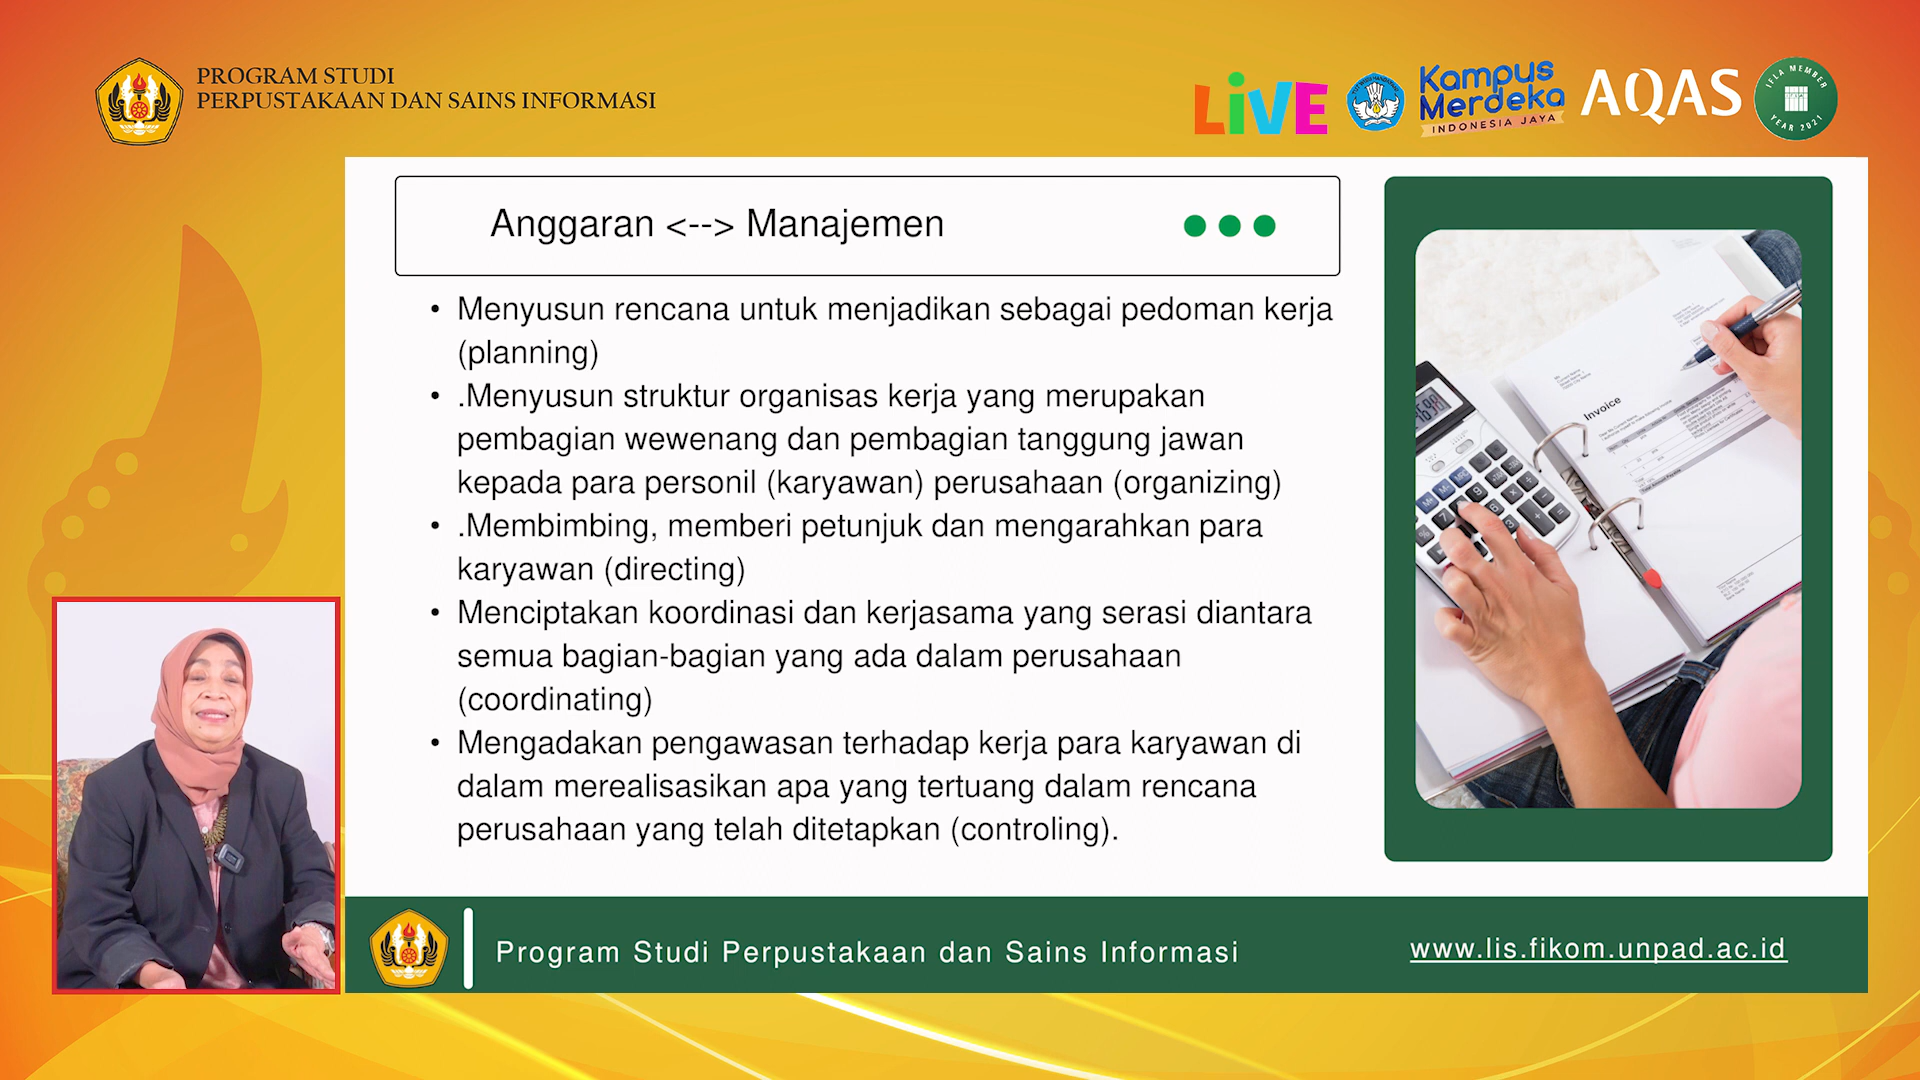 PROGRAM STUDI
PERPUSTAKAAN DAN SAINS INFORMASI
LiVE
Kampus
Merdeka
INDONESIA JAYA
AQAS
IFLA MEMBER
YEAR 2021
Anggaran <--> Manajemen
• Menyusun rencana untuk menjadikan sebagai pedoman kerja
(planning)
• .Menyusun struktur organisas kerja yang merupakan
pembagian wewenang dan pembagian tanggung jawan
kepada para personil (karyawan) perusahaan (organizing)
• .Membimbing, memberi petunjuk dan mengarahkan para
karyawan (directing)
• Menciptakan koordinasi dan kerjasama yang serasi diantara
semua bagian-bagian yang ada dalam perusahaan
(coordinating)
• Mengadakan pengawasan terhadap kerja para karyawan di
dalam merealisasikan apa yang tertuang dalam rencana
perusahaan yang telah ditetapkan (controling).
Invoice
Program Studi Perpustakaan dan Sains Informasi
www.lis.fikom.unpad.ac.id